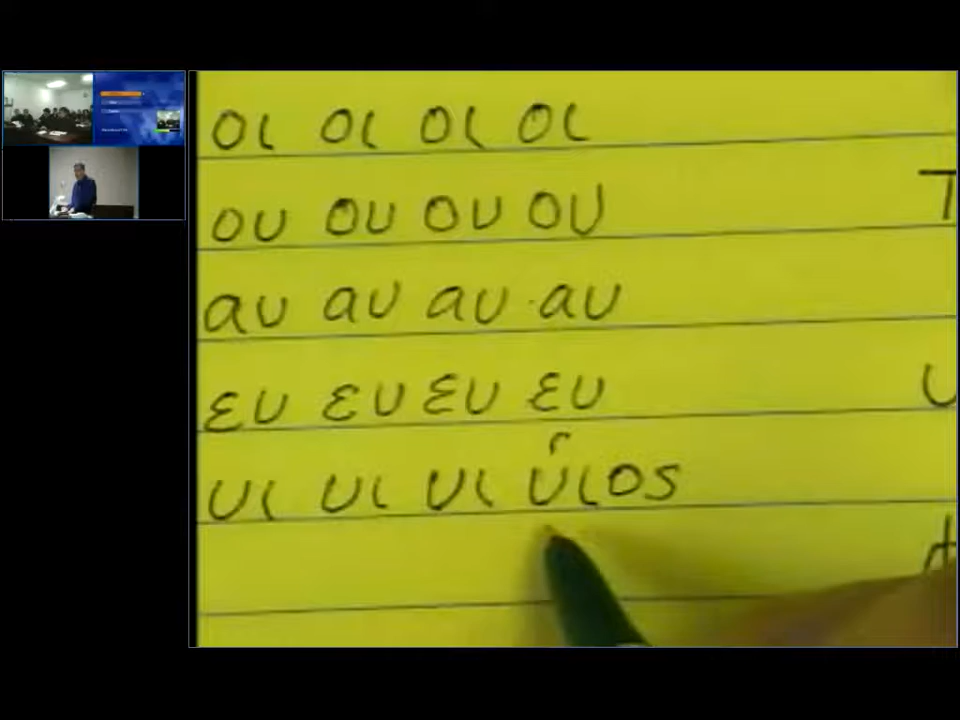 οι οι οι οι
ου ου ου ου
αυ αυ αυ αυ
ευ ευ ευ ευ
υι υι υι υἱος